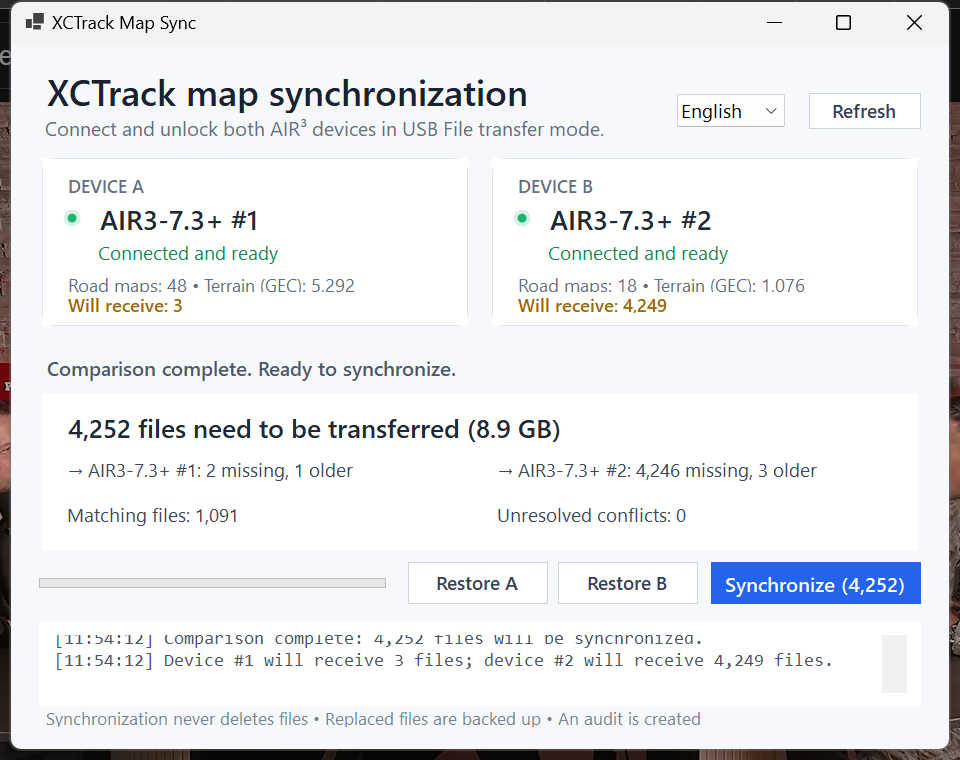 XCTrack Map Sync
XCTrack map synchronization
Connect and unlock both AIR³ devices in USB File transfer mode.
English
Refresh
DEVICE A
AIR3-7.3+ #1
Connected and ready
Road maps: 48 • Terrain (GEC): 5.292
Will receive: 3
DEVICE B
AIR3-7.3+ #2
Connected and ready
Road maps: 18 • Terrain (GEC): 1.076
Will receive: 4,249
Comparison complete. Ready to synchronize.
4,252 files need to be transferred (8.9 GB)
→ AIR3-7.3+ #1: 2 missing, 1 older
→ AIR3-7.3+ #2: 4,246 missing, 3 older
Matching files: 1,091
Unresolved conflicts: 0
Restore A
Restore B
Synchronize (4,252)
[11:54:12] Comparison complete: 4,252 files will be synchronized.
[11:54:12] Device #1 will receive 3 files; device #2 will receive 4,249 files.
Synchronization never deletes files • Replaced files are backed up • An audit is created